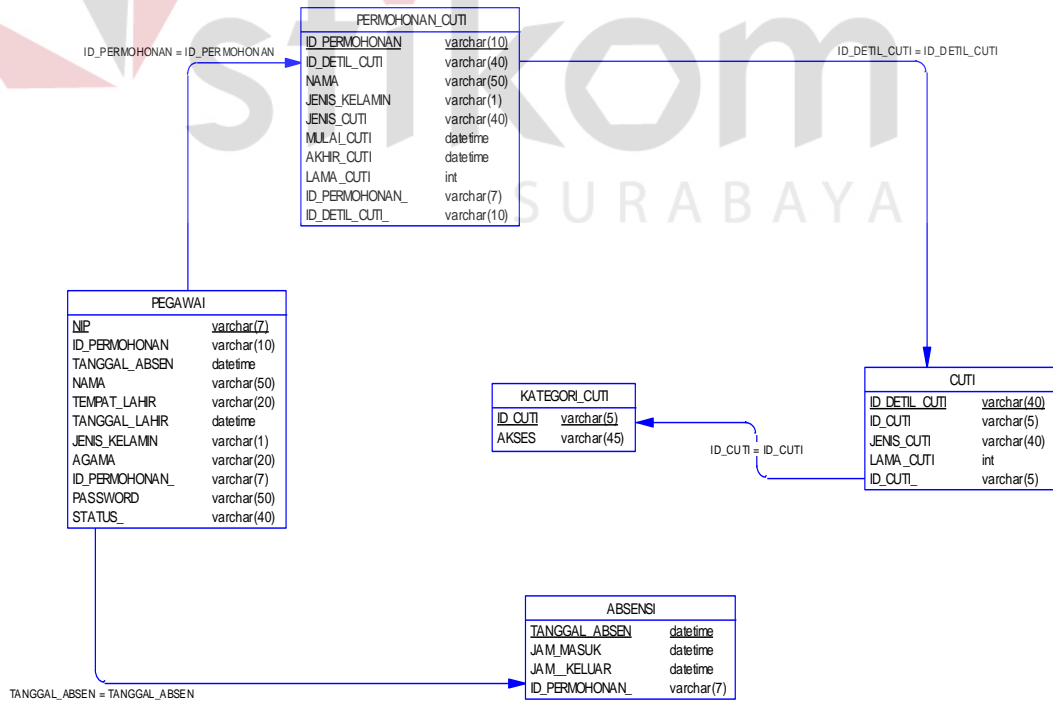 stikom
SURABAYA
PERMOHONAN_CUTI
ID_PERMOHONAN varchar(10)
ID_DETIL_CUTI varchar(40)
NAMA varchar(50)
JENIS_KELAMIN varchar(1)
JENIS_CUTI varchar(40)
MULAI_CUTI datetime
AKHIR_CUTI datetime
LAMA_CUTI int
ID_PERMOHONAN_ varchar(7)
ID_DETIL_CUTI_ varchar(10)
ID_PERMOHONAN = ID_PERMOHONAN
ID_DETIL_CUTI = ID_DETIL_CUTI
PEGAWAI
NIP varchar(7)
ID_PERMOHONAN varchar(10)
TANGGAL_ABSEN datetime
NAMA varchar(50)
TEMPAT_LAHIR varchar(20)
TANGGAL_LAHIR datetime
JENIS_KELAMIN varchar(1)
AGAMA varchar(20)
ID_PERMOHONAN_ varchar(7)
PASSWORD varchar(50)
STATUS_ varchar(40)
KATEGORI_CUTI
ID_CUTI varchar(5)
AKSES varchar(45)
ID_CUTI = ID_CUTI
CUTI
ID_DETIL_CUTI varchar(40)
ID_CUTI varchar(5)
JENIS_CUTI varchar(40)
LAMA_CUTI int
ID_CUTI_ varchar(5)
ABSENSI
TANGGAL_ABSEN datetime
JAM_MASUK datetime
JAM__KELUAR datetime
ID_PERMOHONAN_ varchar(7)
TANGGAL_ABSEN = TANGGAL_ABSEN